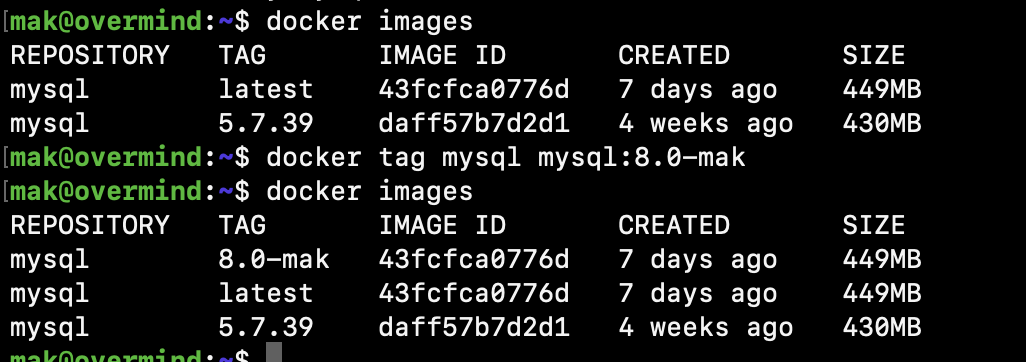 [mak@overmind:~$ docker images
REPOSITORY   TAG       IMAGE ID       CREATED       SIZE
mysql        latest    43fcfca0776d   7 days ago    449MB
mysql        5.7.39    daff57b7d2d1   4 weeks ago   430MB
[mak@overmind:~$ docker tag mysql mysql:8.0-mak
[mak@overmind:~$ docker images
REPOSITORY   TAG       IMAGE ID       CREATED       SIZE
mysql        8.0-mak   43fcfca0776d   7 days ago    449MB
mysql        latest    43fcfca0776d   7 days ago    449MB
mysql        5.7.39    daff57b7d2d1   4 weeks ago   430MB
mak@overmind:~$